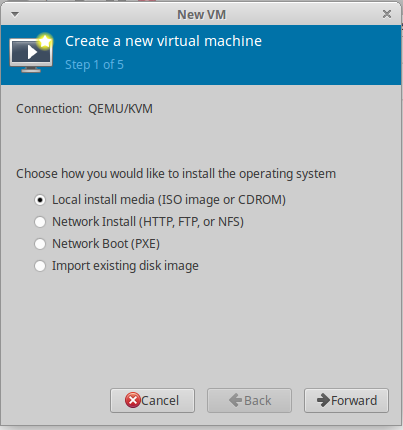 New VM
Create a new virtual machine
Step 1 of 5
Connection: QEMU/KVM
Choose how you would like to install the operating system
Local install media (ISO image or CDROM)
Network Install (HTTP, FTP, or NFS)
Network Boot (PXE)
Import existing disk image
Cancel Back Forward